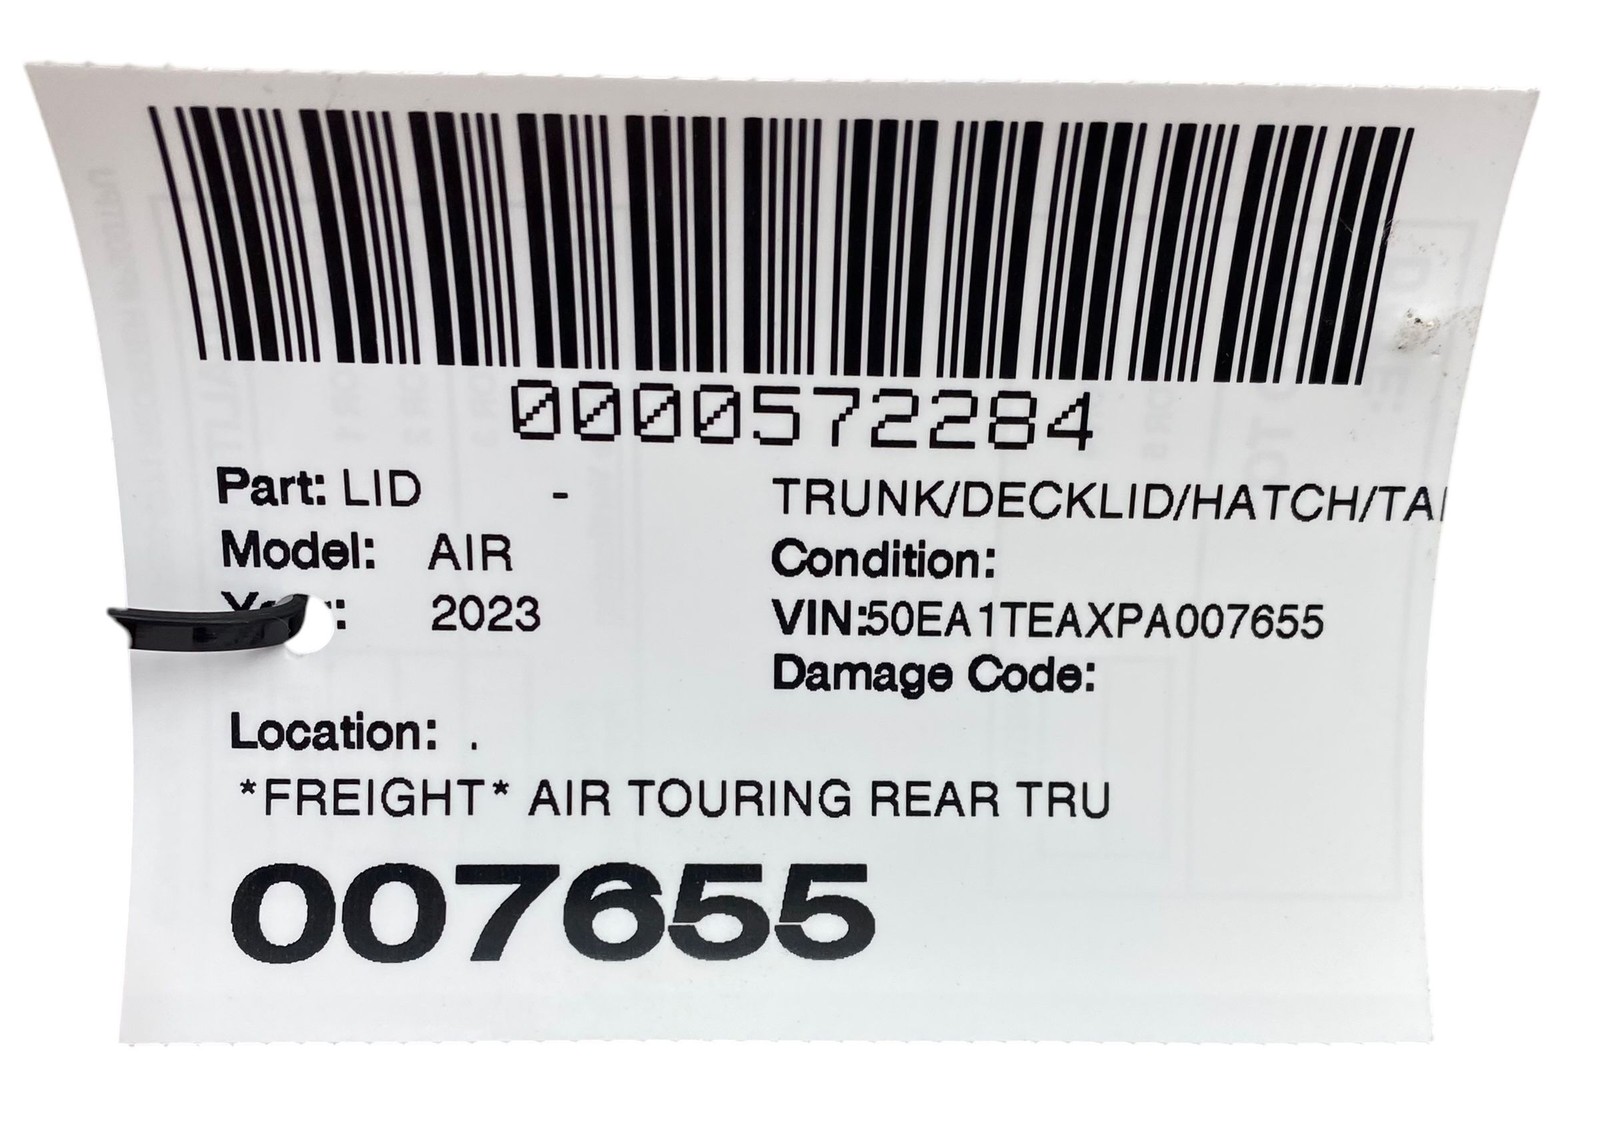 0000572284
Part: LID - TRUNK/DECKLID/HATCH/TAI
Model: AIR Condition:
2023 VIN:50EA1TEAXPA007655
Damage Code:
Location: .
*FREIGHT* AIR TOURING REAR TRU
007655